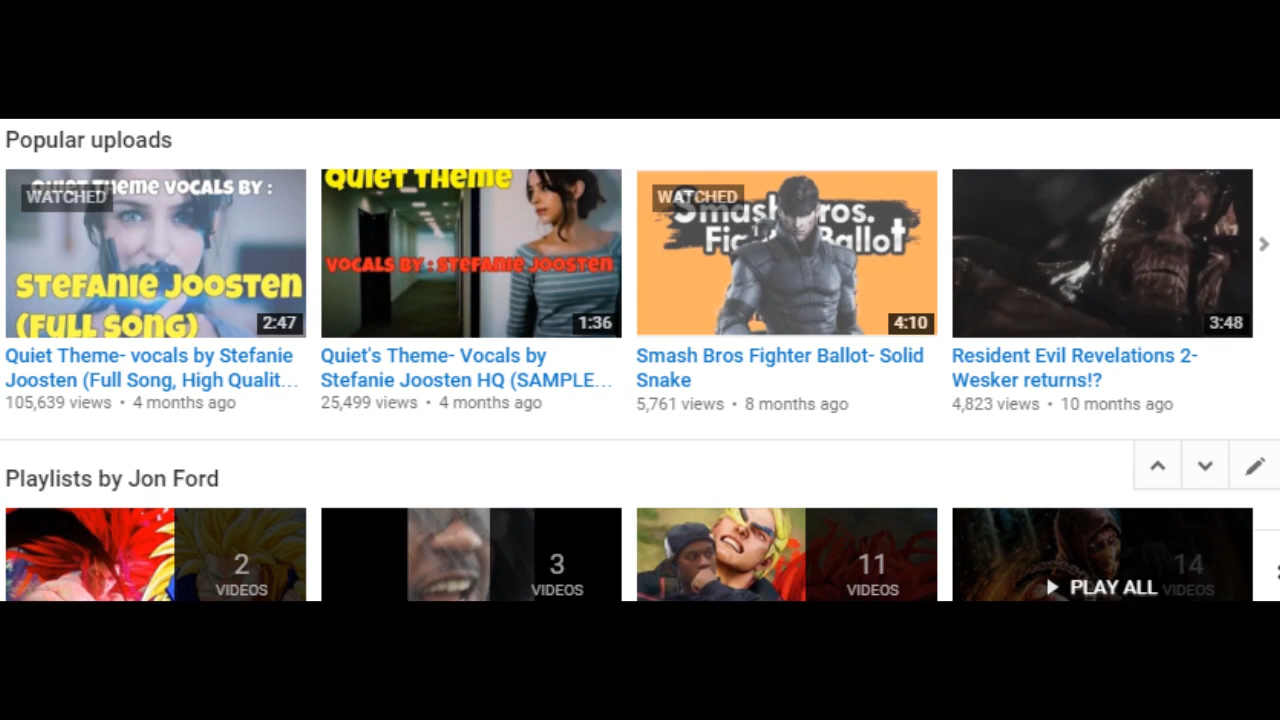 Popular uploads
QUIET Theme VOCALS BY :
WATCHED
STEFANIE JOOSTEN
(FULL SONG)
2:47
QUIET THEME
VOCALS BY : STEFANIE JOOSTEN
1:36
WATCHED
Smash Bros.
Fighter Ballot
4:10
3:48
Quiet Theme- vocals by Stefanie
Joosten (Full Song, High Qualit...
105,639 views • 4 months ago
Quiet's Theme- Vocals by
Stefanie Joosten HQ (SAMPLE...
25,499 views • 4 months ago
Smash Bros Fighter Ballot- Solid
Snake
5,761 views • 8 months ago
Resident Evil Revelations 2-
Wesker returns!?
4,823 views • 10 months ago
Playlists by Jon Ford
2
VIDEOS
3
VIDEOS
11
VIDEOS
14
VIDEOS
PLAY ALL